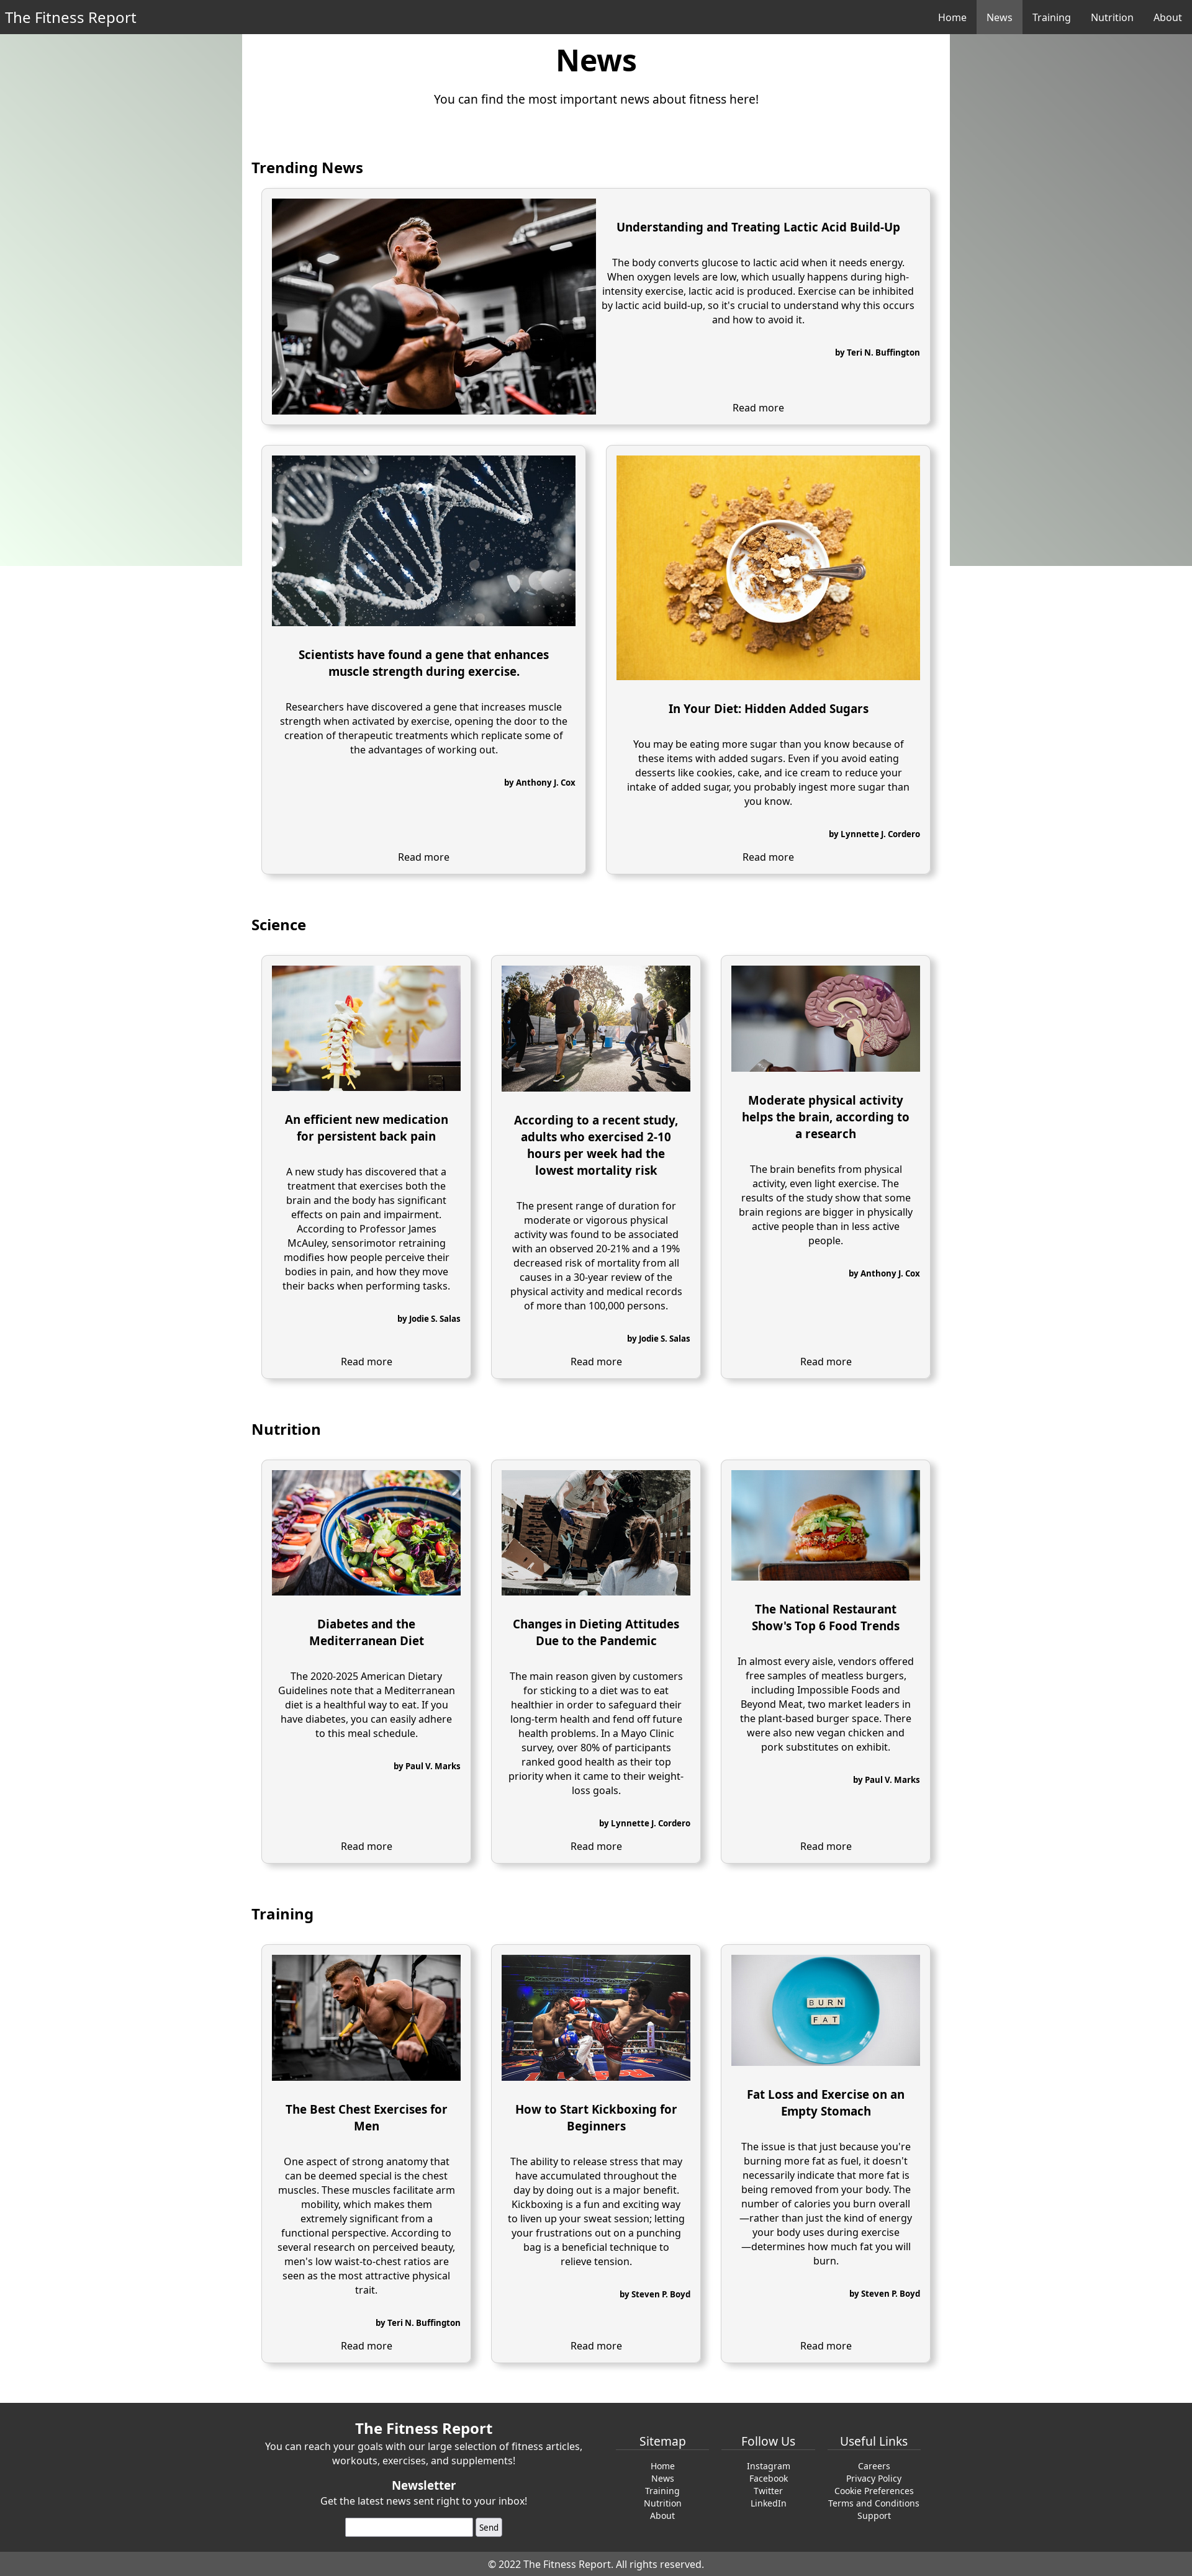 The Fitness Report
Home News Training Nutrition About
News
You can find the most important news about fitness here!
Trending News
Understanding and Treating Lactic Acid Build-Up
The body converts glucose to lactic acid when it needs energy.
When oxygen levels are low, which usually happens during high-
intensity exercise, lactic acid is produced. Exercise can be inhibited
by lactic acid build-up, so it's crucial to understand why this occurs
and how to avoid it.
by Teri N. Buffington
Read more
Scientists have found a gene that enhances
muscle strength during exercise.
Researchers have discovered a gene that increases muscle
strength when activated by exercise, opening the door to the
creation of therapeutic treatments which replicate some of
the advantages of working out.
by Anthony J. Cox
Read more
In Your Diet: Hidden Added Sugars
You may be eating more sugar than you know because of
these items with added sugars. Even if you avoid eating
desserts like cookies, cake, and ice cream to reduce your
intake of added sugar, you probably ingest more sugar than
you know.
by Lynnette J. Cordero
Read more
Science
An efficient new medication
for persistent back pain
A new study has discovered that a
treatment that exercises both the
brain and the body has significant
effects on pain and impairment.
According to Professor James
McAuley, sensorimotor retraining
modifies how people perceive their
bodies in pain, and how they move
their backs when performing tasks.
by Jodie S. Salas
Read more
According to a recent study,
adults who exercised 2-10
hours per week had the
lowest mortality risk
The present range of duration for
moderate or vigorous physical
activity was found to be associated
with an observed 20-21% and a 19%
decreased risk of mortality from all
causes in a 30-year review of the
physical activity and medical records
of more than 100,000 persons.
by Jodie S. Salas
Read more
Moderate physical activity
helps the brain, according to
a research
The brain benefits from physical
activity, even light exercise. The
results of the study show that some
brain regions are bigger in physically
active people than in less active
people.
by Anthony J. Cox
Read more
Nutrition
Diabetes and the
Mediterranean Diet
The 2020-2025 American Dietary
Guidelines note that a Mediterranean
diet is a healthful way to eat. If you
have diabetes, you can easily adhere
to this meal schedule.
by Paul V. Marks
Read more
Changes in Dieting Attitudes
Due to the Pandemic
The main reason given by customers
for sticking to a diet was to eat
healthier in order to safeguard their
long-term health and fend off future
health problems. In a Mayo Clinic
survey, over 80% of participants
ranked good health as their top
priority when it came to their weight-
loss goals.
by Lynnette J. Cordero
Read more
The National Restaurant
Show's Top 6 Food Trends
In almost every aisle, vendors offered
free samples of meatless burgers,
including Impossible Foods and
Beyond Meat, two market leaders in
the plant-based burger space. There
were also new vegan chicken and
pork substitutes on exhibit.
by Paul V. Marks
Read more
Training
The Best Chest Exercises for
Men
One aspect of strong anatomy that
can be deemed special is the chest
muscles. These muscles facilitate arm
mobility, which makes them
extremely significant from a
functional perspective. According to
several research on perceived beauty,
men's low waist-to-chest ratios are
seen as the most attractive physical
trait.
by Teri N. Buffington
Read more
How to Start Kickboxing for
Beginners
The ability to release stress that may
have accumulated throughout the
day by doing out is a major benefit.
Kickboxing is a fun and exciting way
to liven up your sweat session; letting
your frustrations out on a punching
bag is a beneficial technique to
relieve tension.
by Steven P. Boyd
Read more
BURN
FAT
Fat Loss and Exercise on an
Empty Stomach
The issue is that just because you're
burning more fat as fuel, it doesn't
necessarily indicate that more fat is
being removed from your body. The
number of calories you burn overall
—rather than just the kind of energy
your body uses during exercise
—determines how much fat you will
burn.
by Steven P. Boyd
Read more
The Fitness Report
You can reach your goals with our large selection of fitness articles,
workouts, exercises, and supplements!
Newsletter
Get the latest news sent right to your inbox!
Send
Sitemap
Home
News
Training
Nutrition
About
Follow Us
Instagram
Facebook
Twitter
LinkedIn
Useful Links
Careers
Privacy Policy
Cookie Preferences
Terms and Conditions
Support
© 2022 The Fitness Report. All rights reserved.